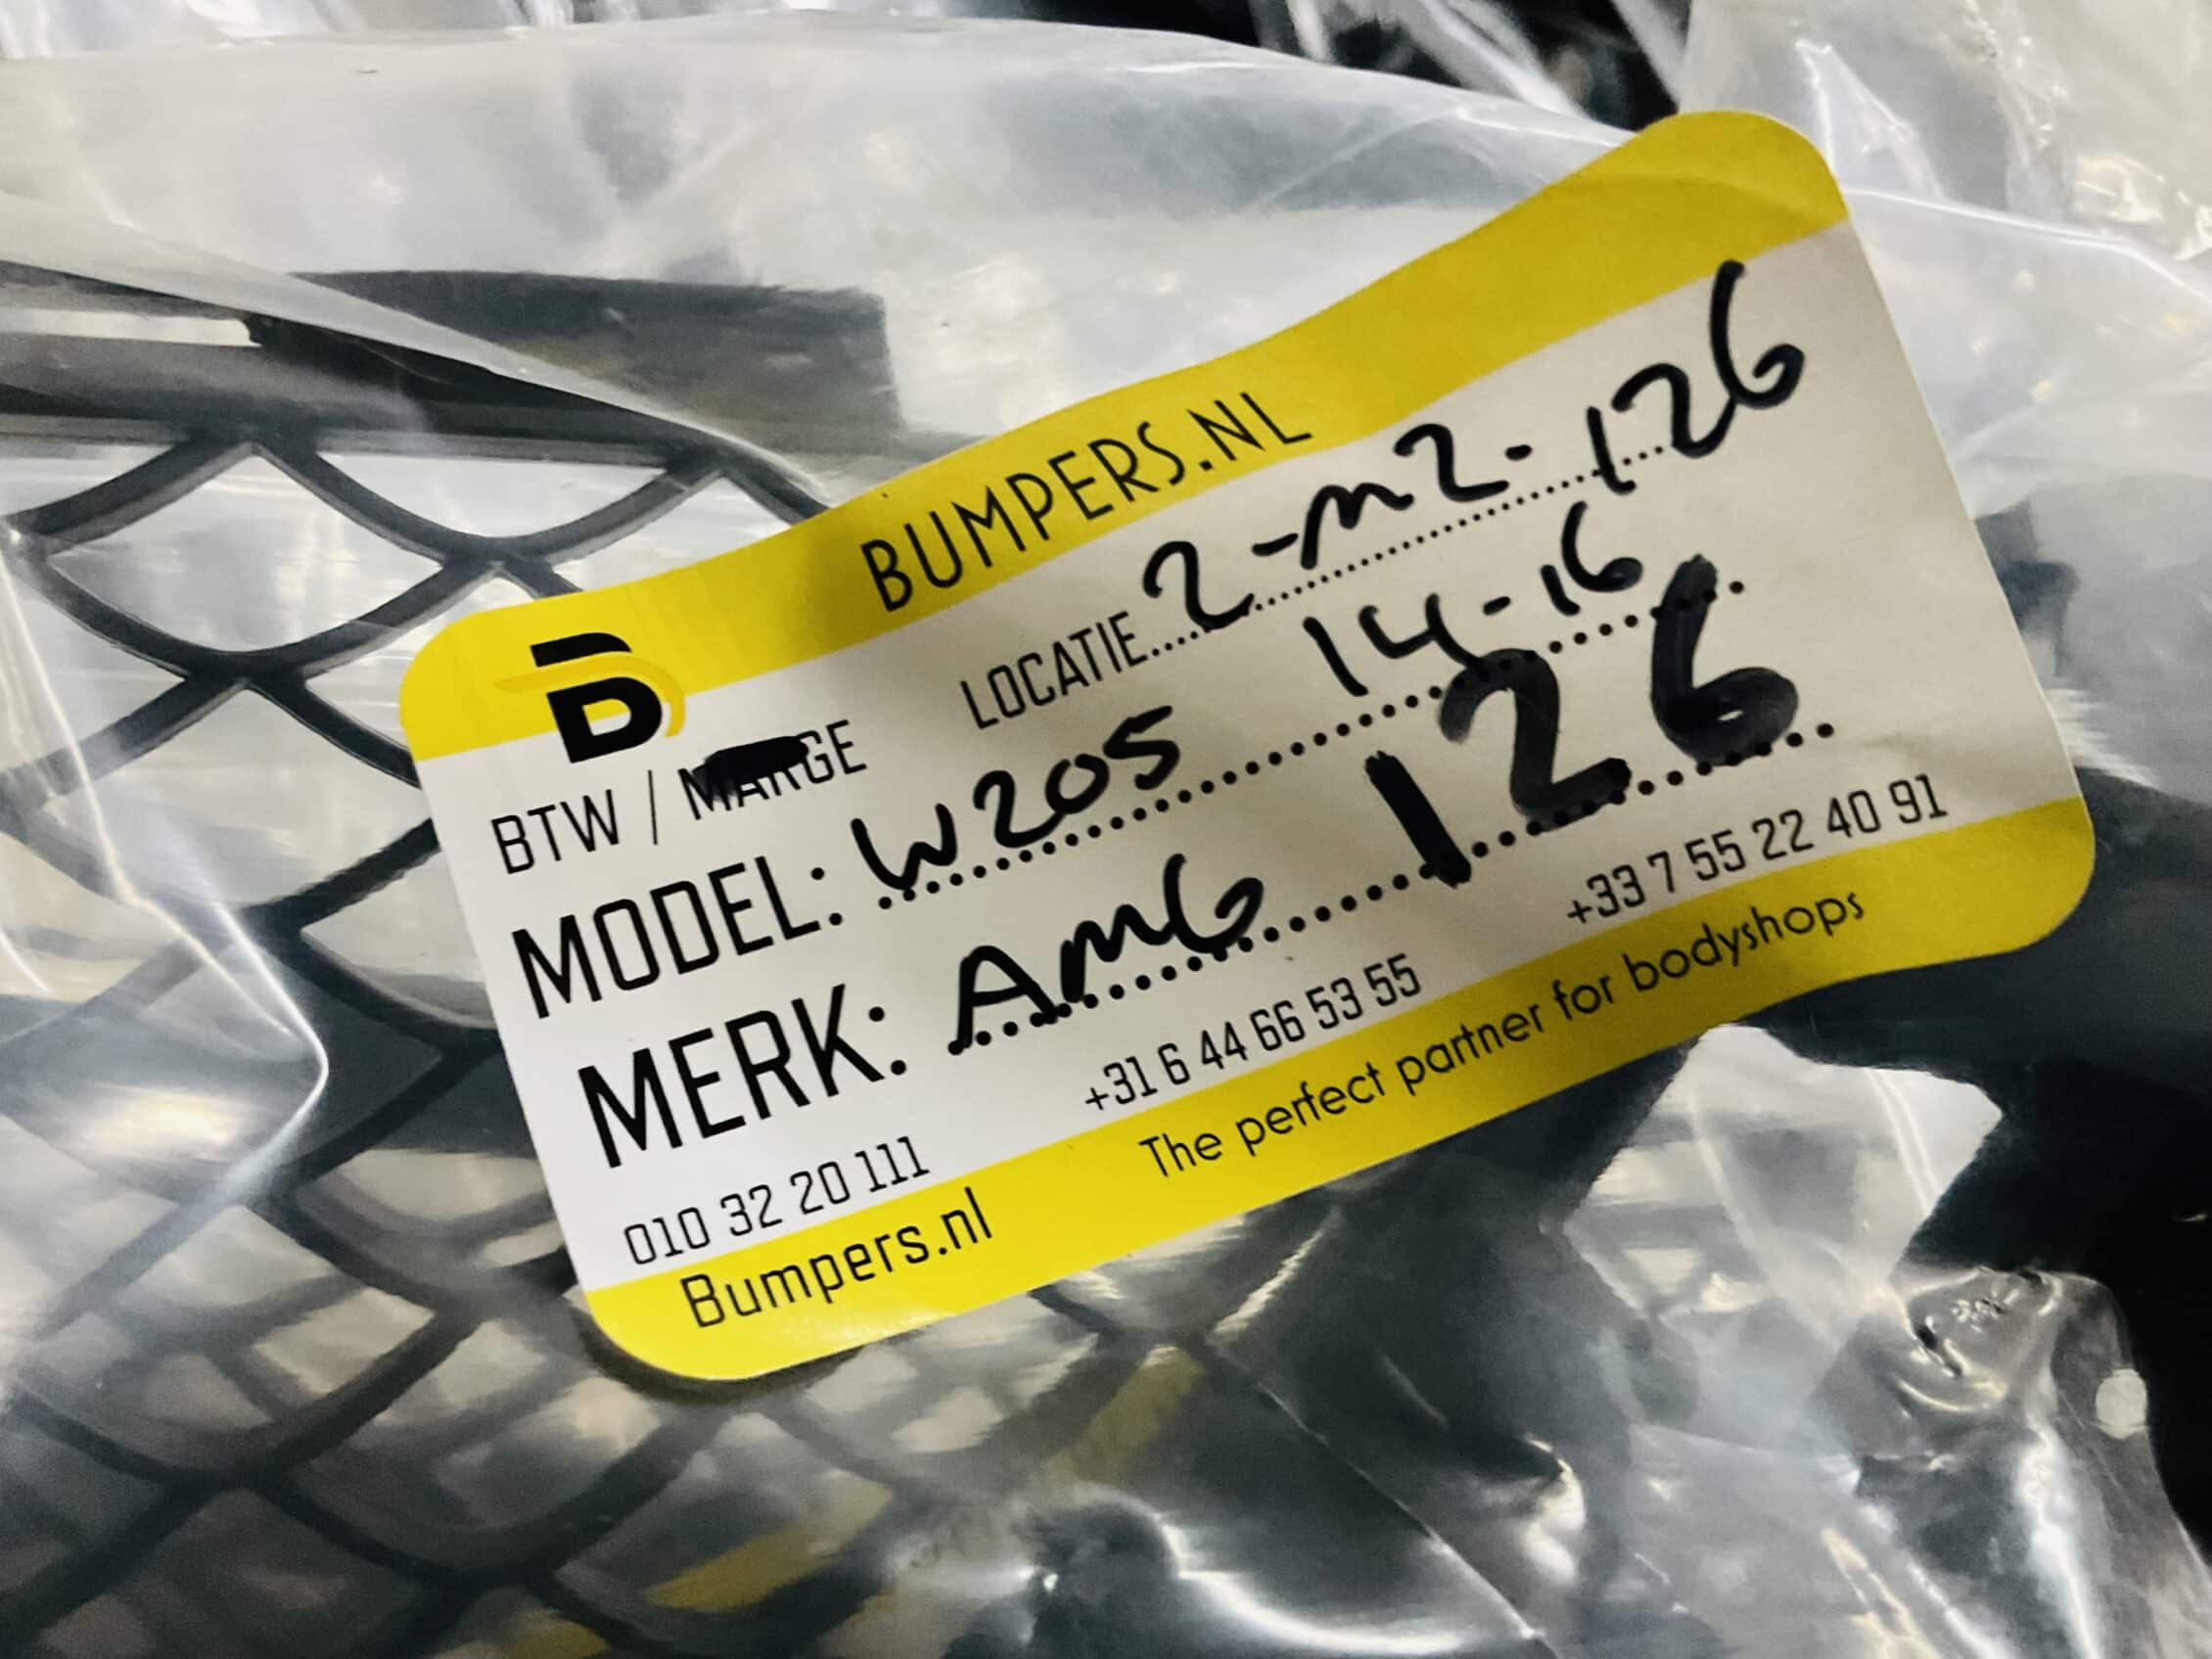 BUMPERS.NL
B
BTW / MARGE LOCATIE 2-m2-126
MODEL: W205 14-16
MERK: AMG 126
010 32 20 111 +31 6 44 66 53 55 +33 7 55 22 40 91
Bumpers.nl The perfect partner for bodyshops